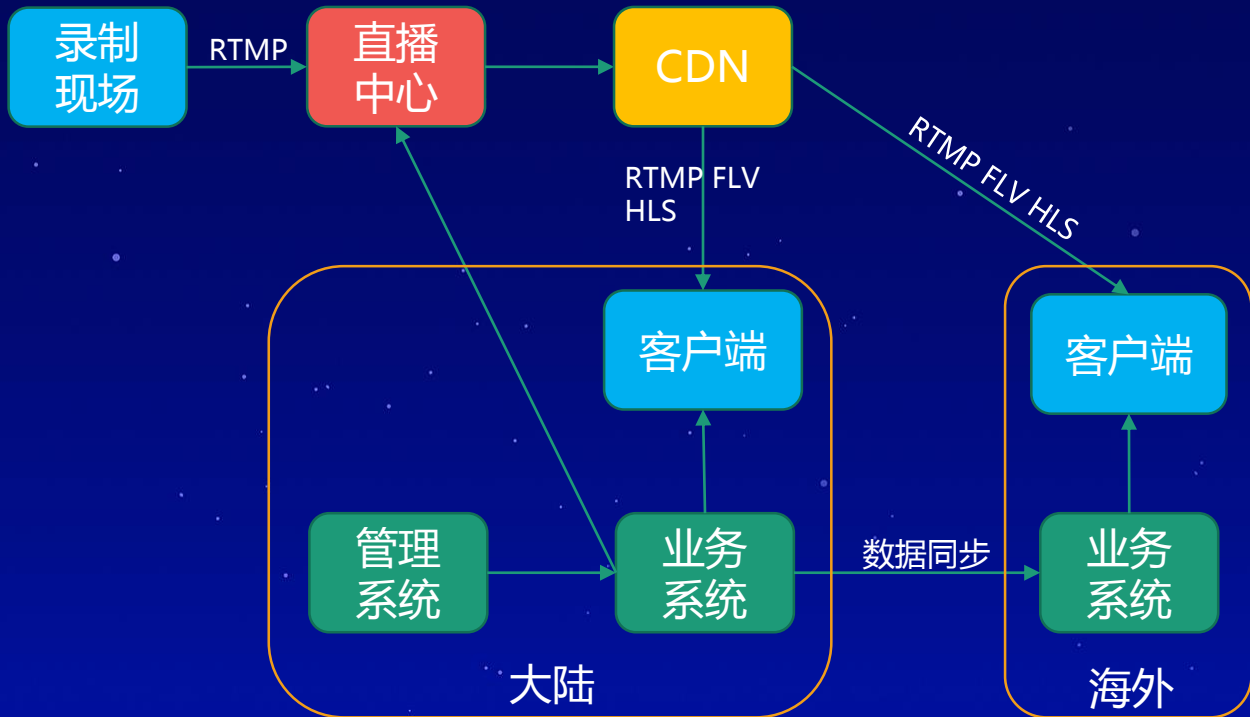 录制
现场
RTMP
直播
中心
CDN
RTMP FLV
HLS
RTMP FLV HLS
客户端
客户端
管理
系统
业务
系统
数据同步
业务
系统
大陆
海外